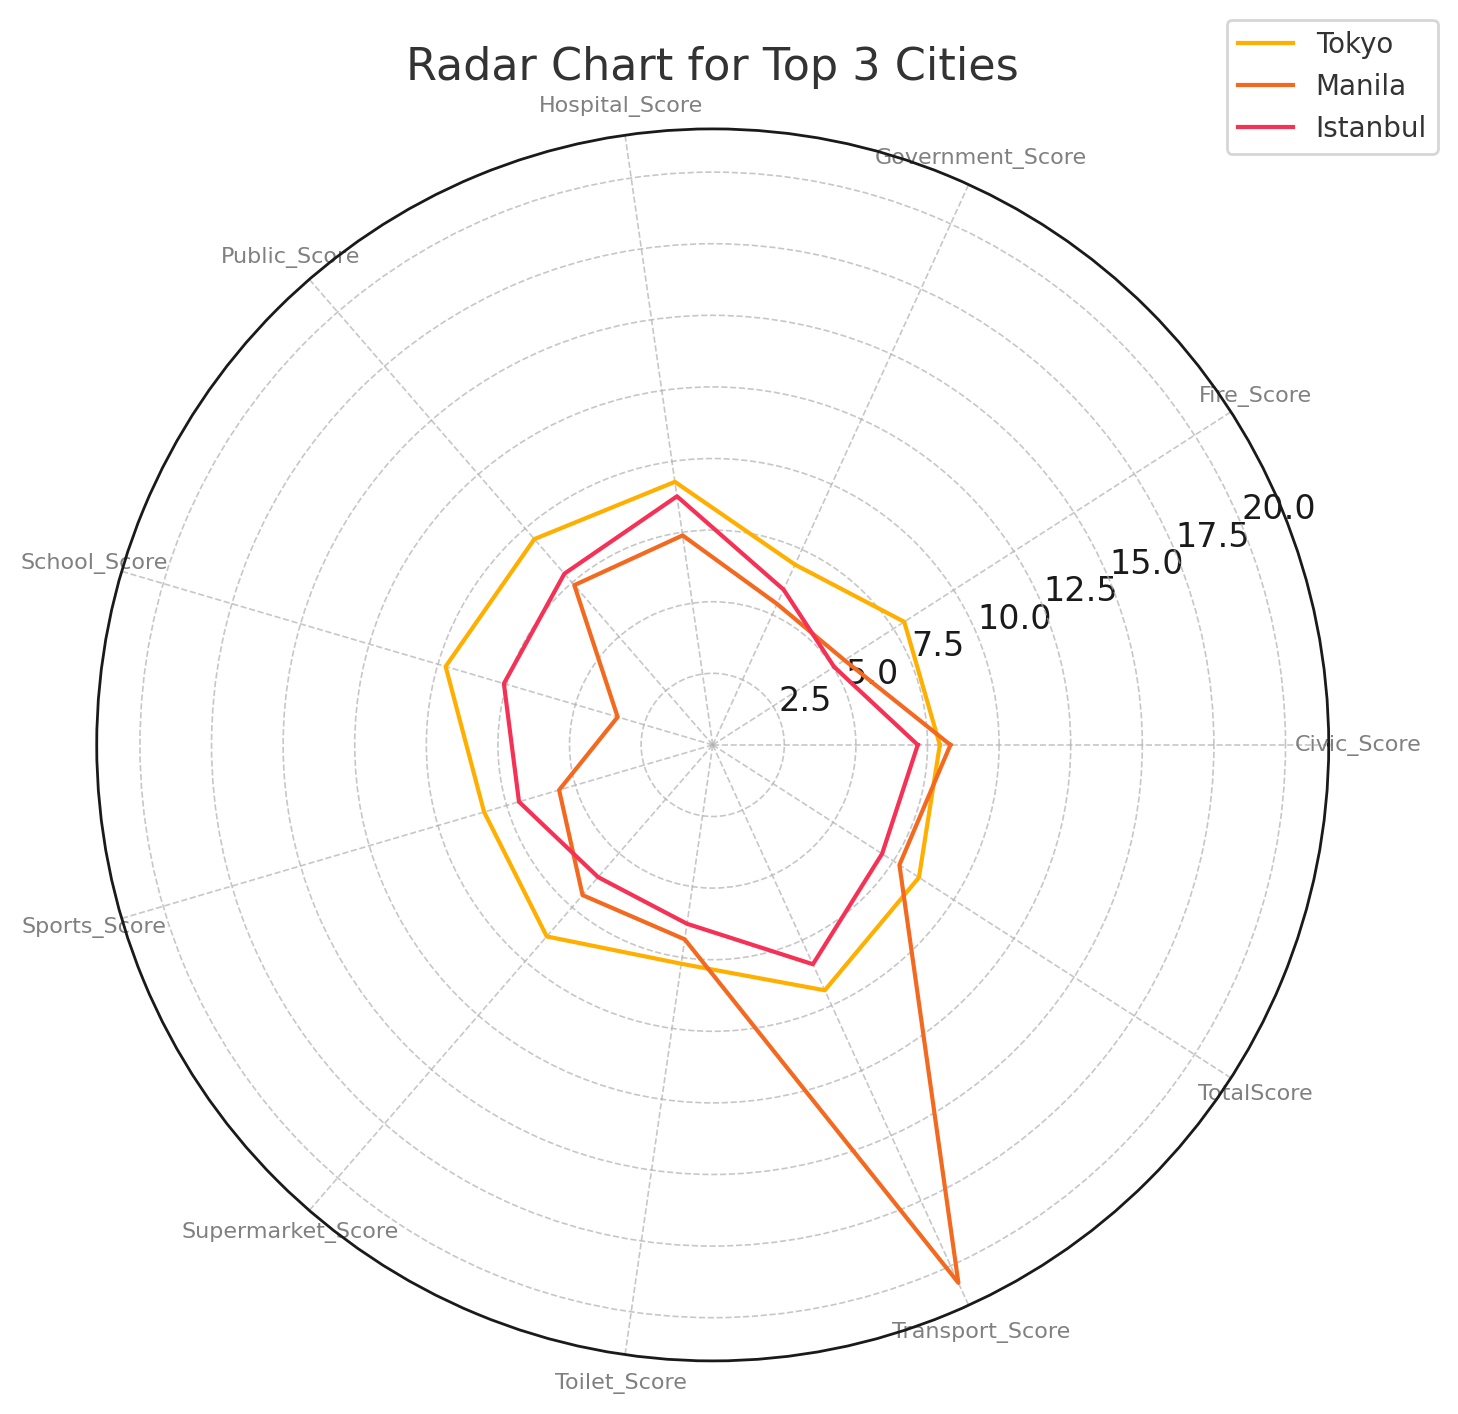 Radar Chart for Top 3 Cities
Tokyo
Manila
Istanbul
Hospital_Score
Government_Score
Public_Score
Fire_Score
20.0
17.5
15.0
12.5
10.0
7.5
5.0
2.5
School_Score
Civic_Score
Sports_Score
TotalScore
Supermarket_Score
Transport_Score
Toilet_Score